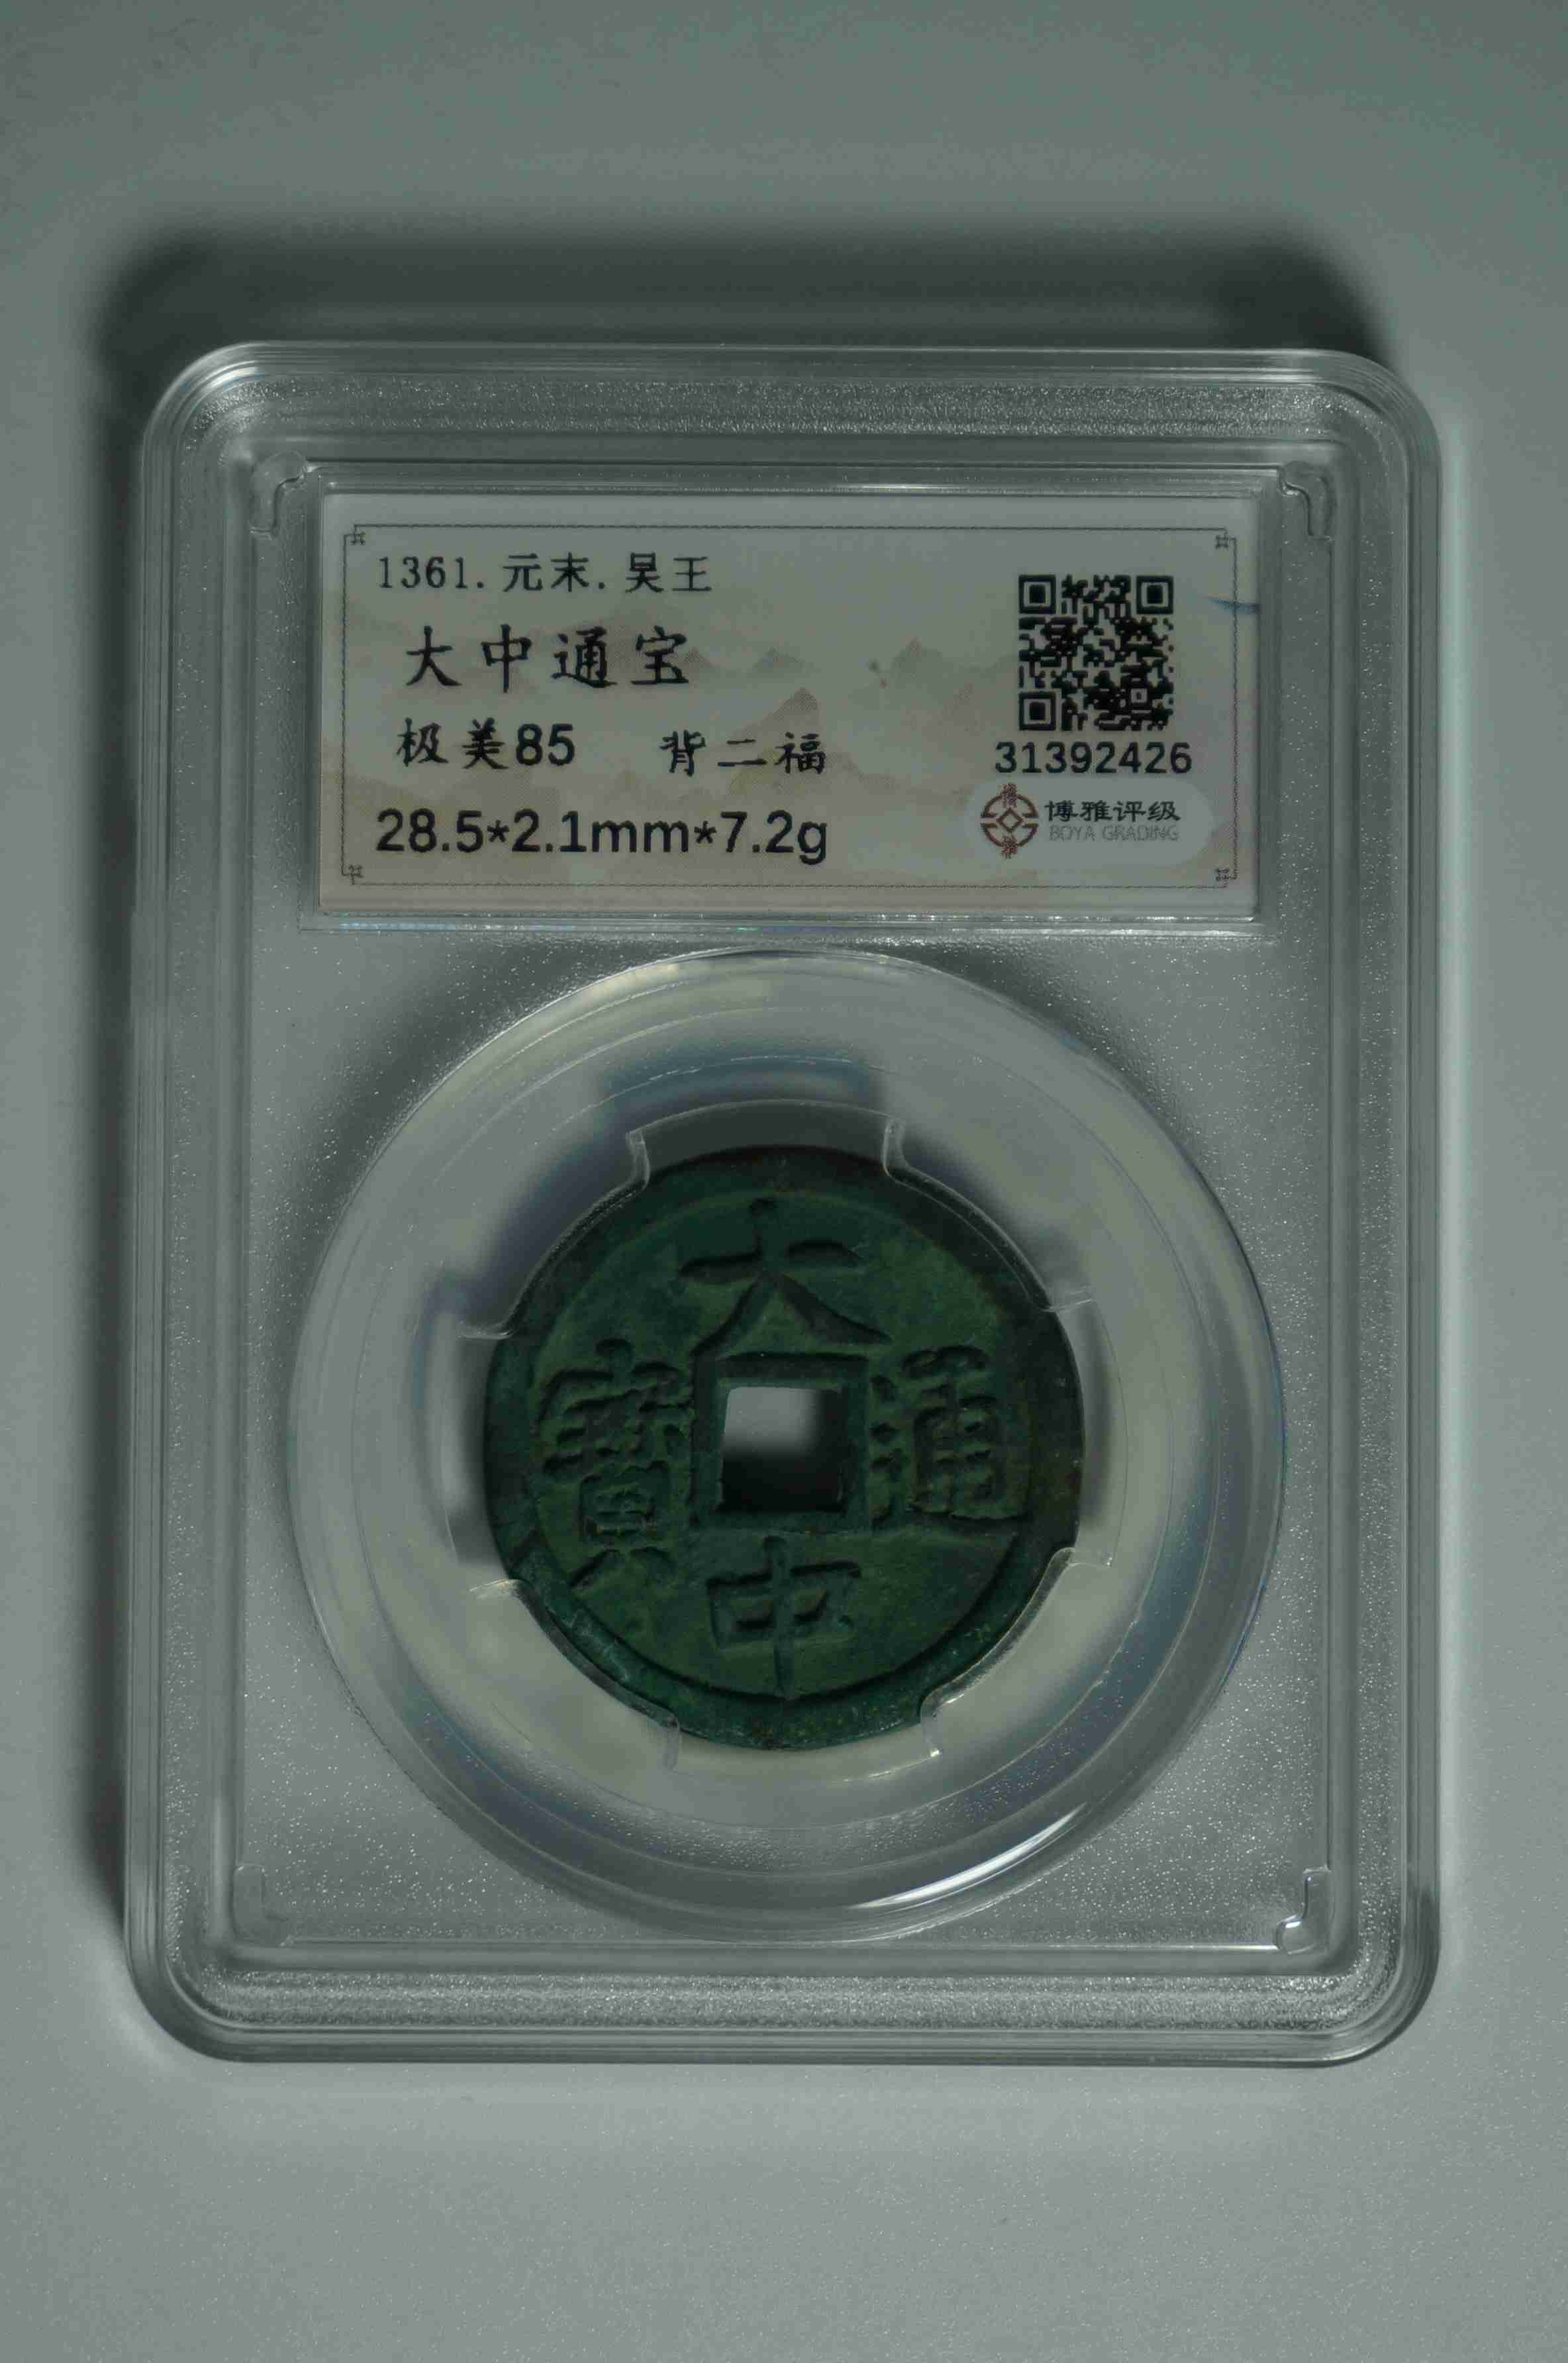 1361.元末.吴王
大中通宝
极美85 背二福
28.5*2.1mm*7.2g
31392426
博雅评级
BOYA GRADING
大
寶 通
中